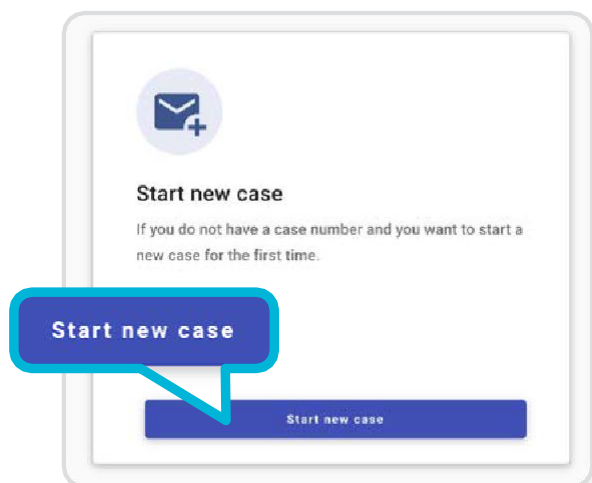 Start new case
If you do not have a case number and you want to start a
new case for the first time.
Start new case
Start new case